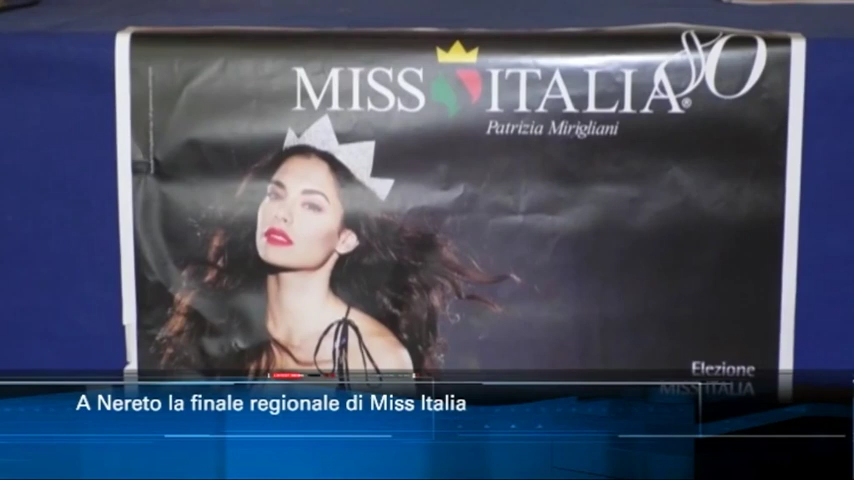 MISS ITALIA® 80
Patrizia Mirigliani
Elezione
MISS ITALIA
A Nereto la finale regionale di Miss Italia